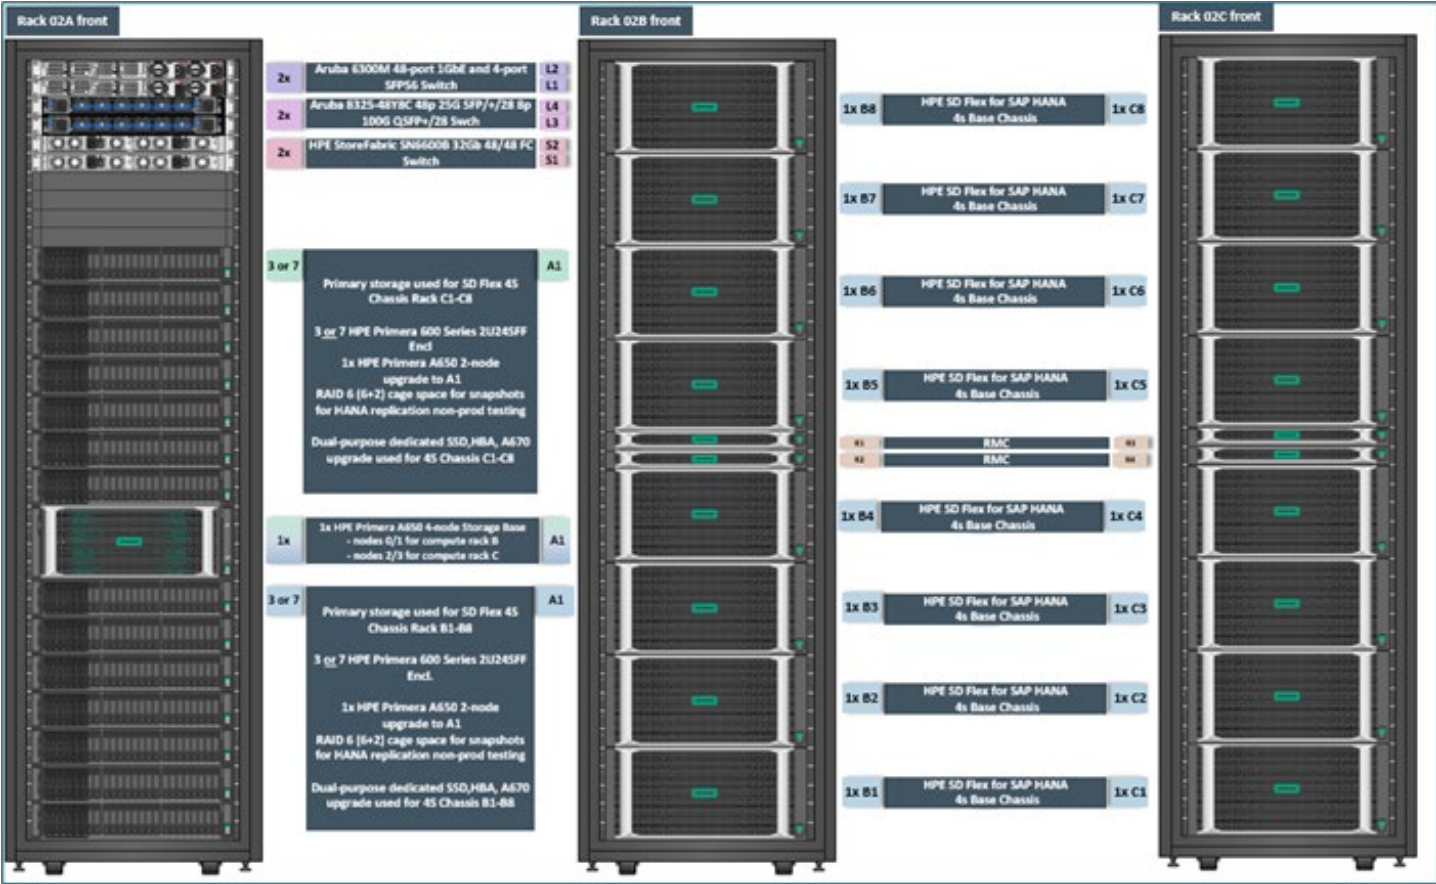 Rack 02A front
Rack 02B front
Rack 02C front
2x
Aruba 6300M 48-port 1GbE and 4-port
SFP56 Switch
L2
L1
2x
Aruba 8325-48Y8C 48p 25G SFP/+/28 8p
100G QSFP+/28 Swch
L4
L3
2x
HPE StoreFabric SN6600B 32Gb 48/48 FC
Switch
S2
S1
3 or 7
A1
Primary storage used for SD Flex 4S
Chassis Rack C1-C8
3 or 7 HPE Primera 600 Series 2U24SFF
Encl
1x HPE Primera A650 2-node
upgrade to A1
RAID 6 (6+2) cage space for snapshots
for HANA replication non-prod testing
Dual-purpose dedicated SSD,HBA, A670
upgrade used for 4S Chassis C1-C8
1x
1x HPE Primera A650 4-node Storage Base
- nodes 0/1 for compute rack B
- nodes 2/3 for compute rack C
A1
3 or 7
A1
Primary storage used for SD Flex 4S
Chassis Rack B1-B8
3 or 7 HPE Primera 600 Series 2U24SFF
Encl.
1x HPE Primera A650 2-node
upgrade to A1
RAID 6 (6+2) cage space for snapshots
for HANA replication non-prod testing
Dual-purpose dedicated SSD,HBA, A670
upgrade used for 4S Chassis B1-B8
1x B8
HPE SD Flex for SAP HANA
4s Base Chassis
1x C8
1x B7
HPE SD Flex for SAP HANA
4s Base Chassis
1x C7
1x B6
HPE SD Flex for SAP HANA
4s Base Chassis
1x C6
1x B5
HPE SD Flex for SAP HANA
4s Base Chassis
1x C5
R1
RMC
R3
R2
RMC
R4
1x B4
HPE SD Flex for SAP HANA
4s Base Chassis
1x C4
1x B3
HPE SD Flex for SAP HANA
4s Base Chassis
1x C3
1x B2
HPE SD Flex for SAP HANA
4s Base Chassis
1x C2
1x B1
HPE SD Flex for SAP HANA
4s Base Chassis
1x C1